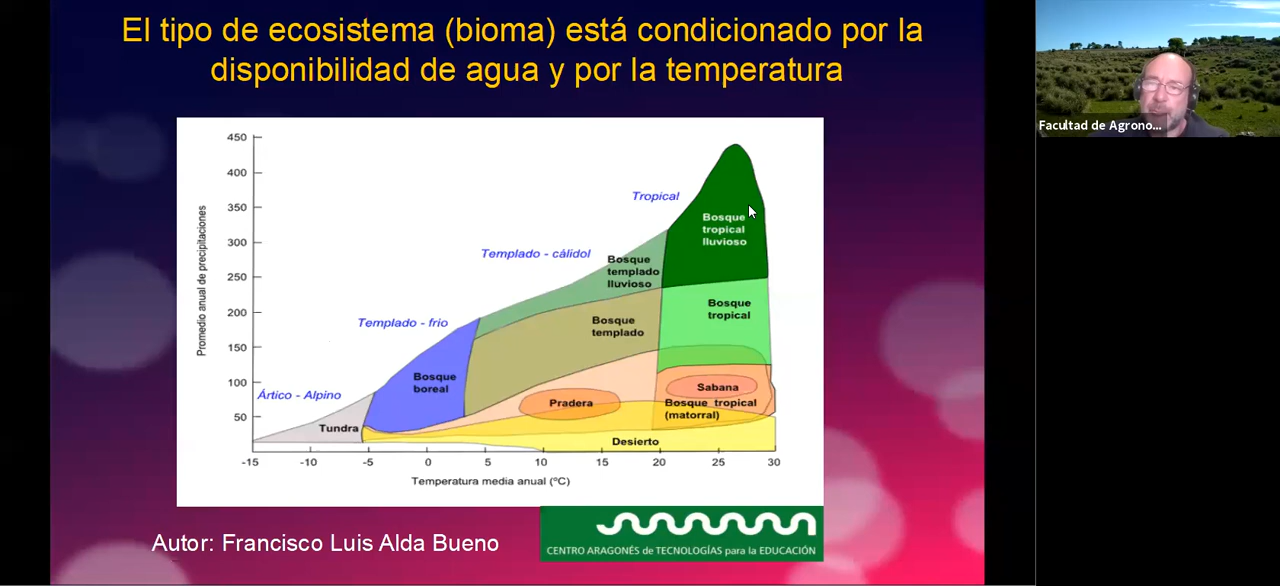 El tipo de ecosistema (bioma) está condicionado por la
disponibilidad de agua y por la temperatura
Facultad de Agrono...
Promedio anual de precipitaciones
450
400
350
300
250
200
150
100
50
Tropical
Bosque
tropical
lluvioso
Templado - cálidol
Bosque
templado
lluvioso
Bosque
tropical
Templado - frio
Bosque
templado
Bosque
boreal
Ártico - Alpino
Sabana
Pradera
Bosque tropical
(matorral)
Tundra
Desierto
-15 -10 -5 0 5 10 15 20 25 30
Temperatura media anual (ºC)
Autor: Francisco Luis Alda Bueno
CENTRO ARAGONÉS de TECNOLOGÍAS para la EDUCACIÓN